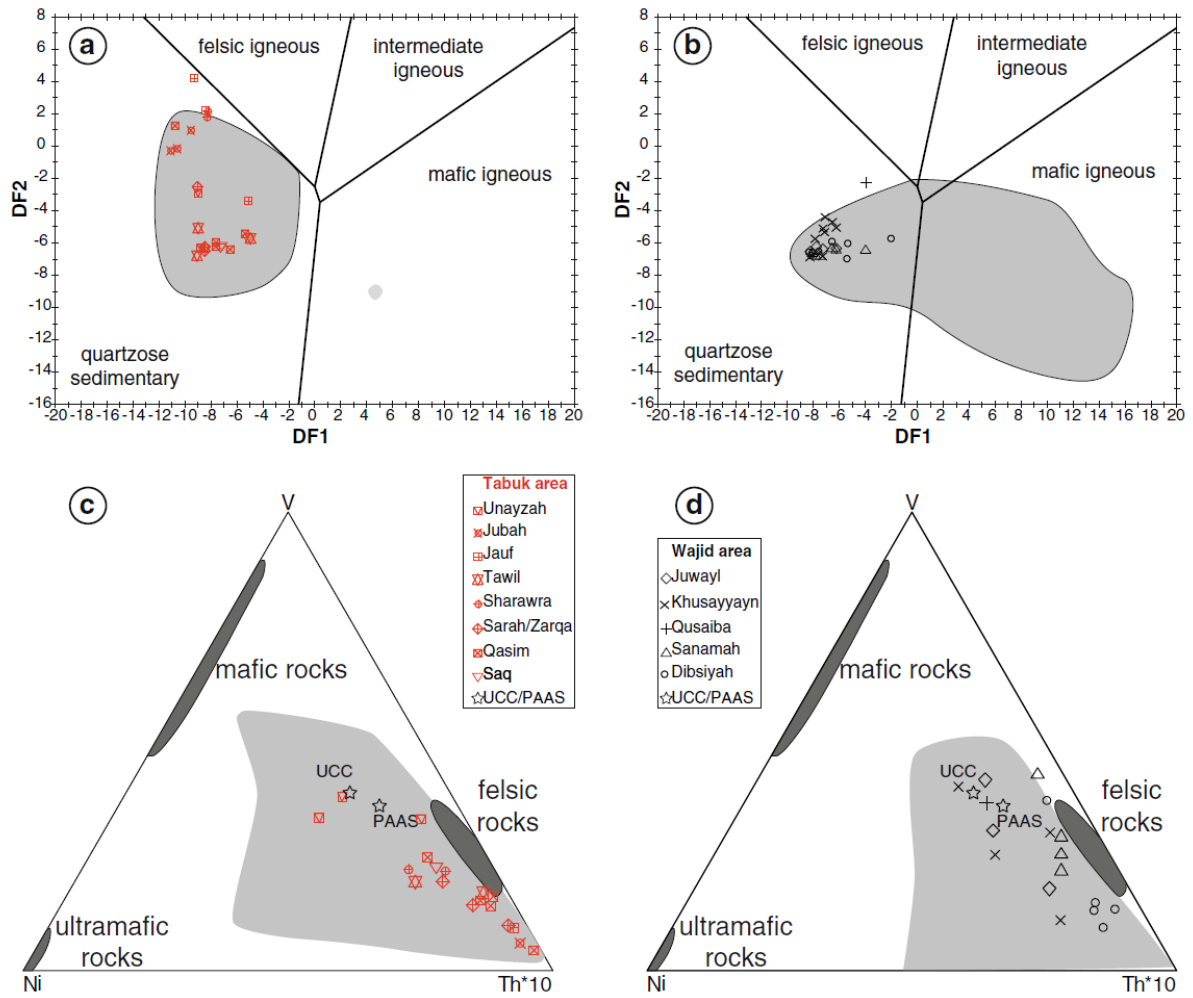 a
felsic igneous
intermediate
igneous
mafic igneous
quartzose
sedimentary
DF2
8
6
4
2
0
-2
-4
-6
-8
-10
-12
-14
-16
-20 -18 -16 -14 -12 -10 -8 -6 -4 -2 0 2 4 6 8 10 12 14 16 18 20
DF1
b
felsic igneous
intermediate
igneous
mafic igneous
quartzose
sedimentary
DF2
8
6
4
2
0
-2
-4
-6
-8
-10
-12
-14
-16
-20 -18 -16 -14 -12 -10 -8 -6 -4 -2 0 2 4 6 8 10 12 14 16 18 20
DF1
c
V
Tabuk area
Unayzah
Jubah
Jauf
Tawil
Sharawra
Sarah/Zarqa
Qasim
Saq
UCC/PAAS
mafic rocks
UCC
PAAS
felsic
rocks
ultramafic
rocks
Ni
Th*10
d
V
Wajid area
Juwayl
Khusayyayn
Qusaiba
Sanamah
Dibsiyah
UCC/PAAS
mafic rocks
UCC
PAAS
felsic
rocks
ultramafic
rocks
Ni
Th*10